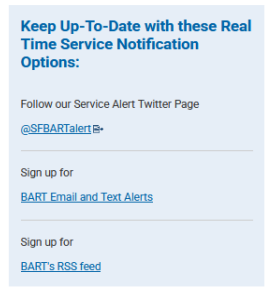 Keep Up-To-Date with these Real
Time Service Notification
Options:
Follow our Service Alert Twitter Page
@SFBARTalert
Sign up for
BART Email and Text Alerts
Sign up for
BART's RSS feed